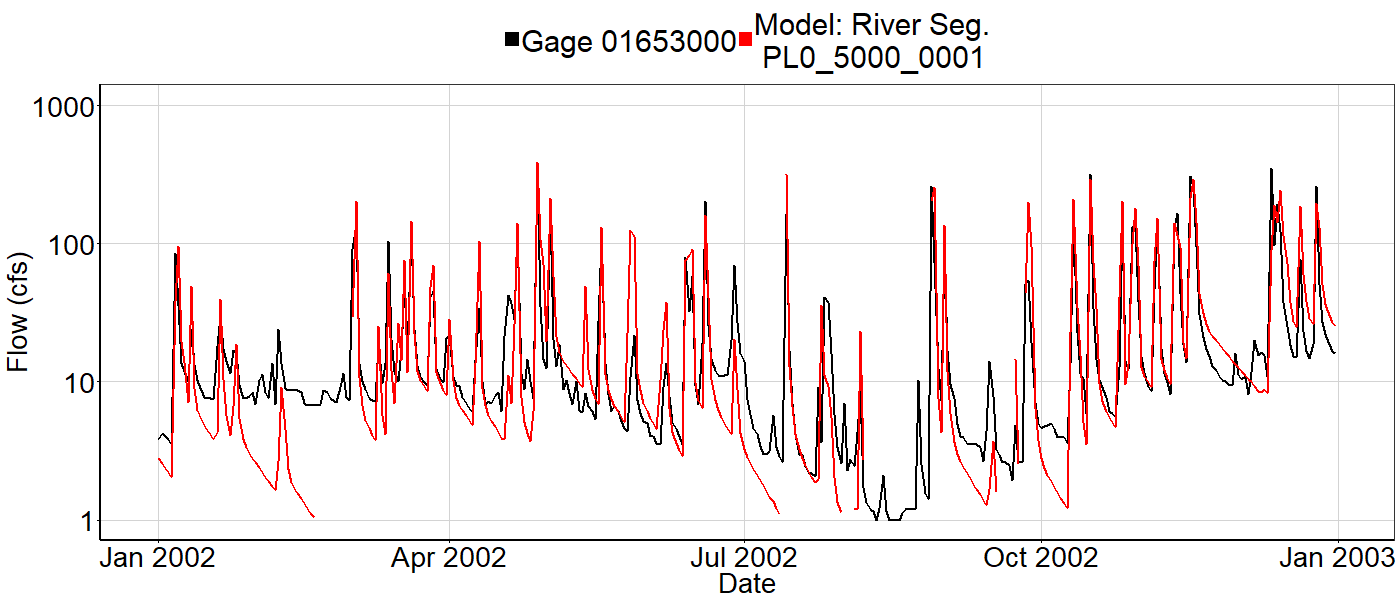 Gage 01653000 Model: River Seg.
PL0_5000_0001
1000
100
10
1
Flow (cfs)
Jan 2002 Apr 2002 Jul 2002 Oct 2002 Jan 2003
Date